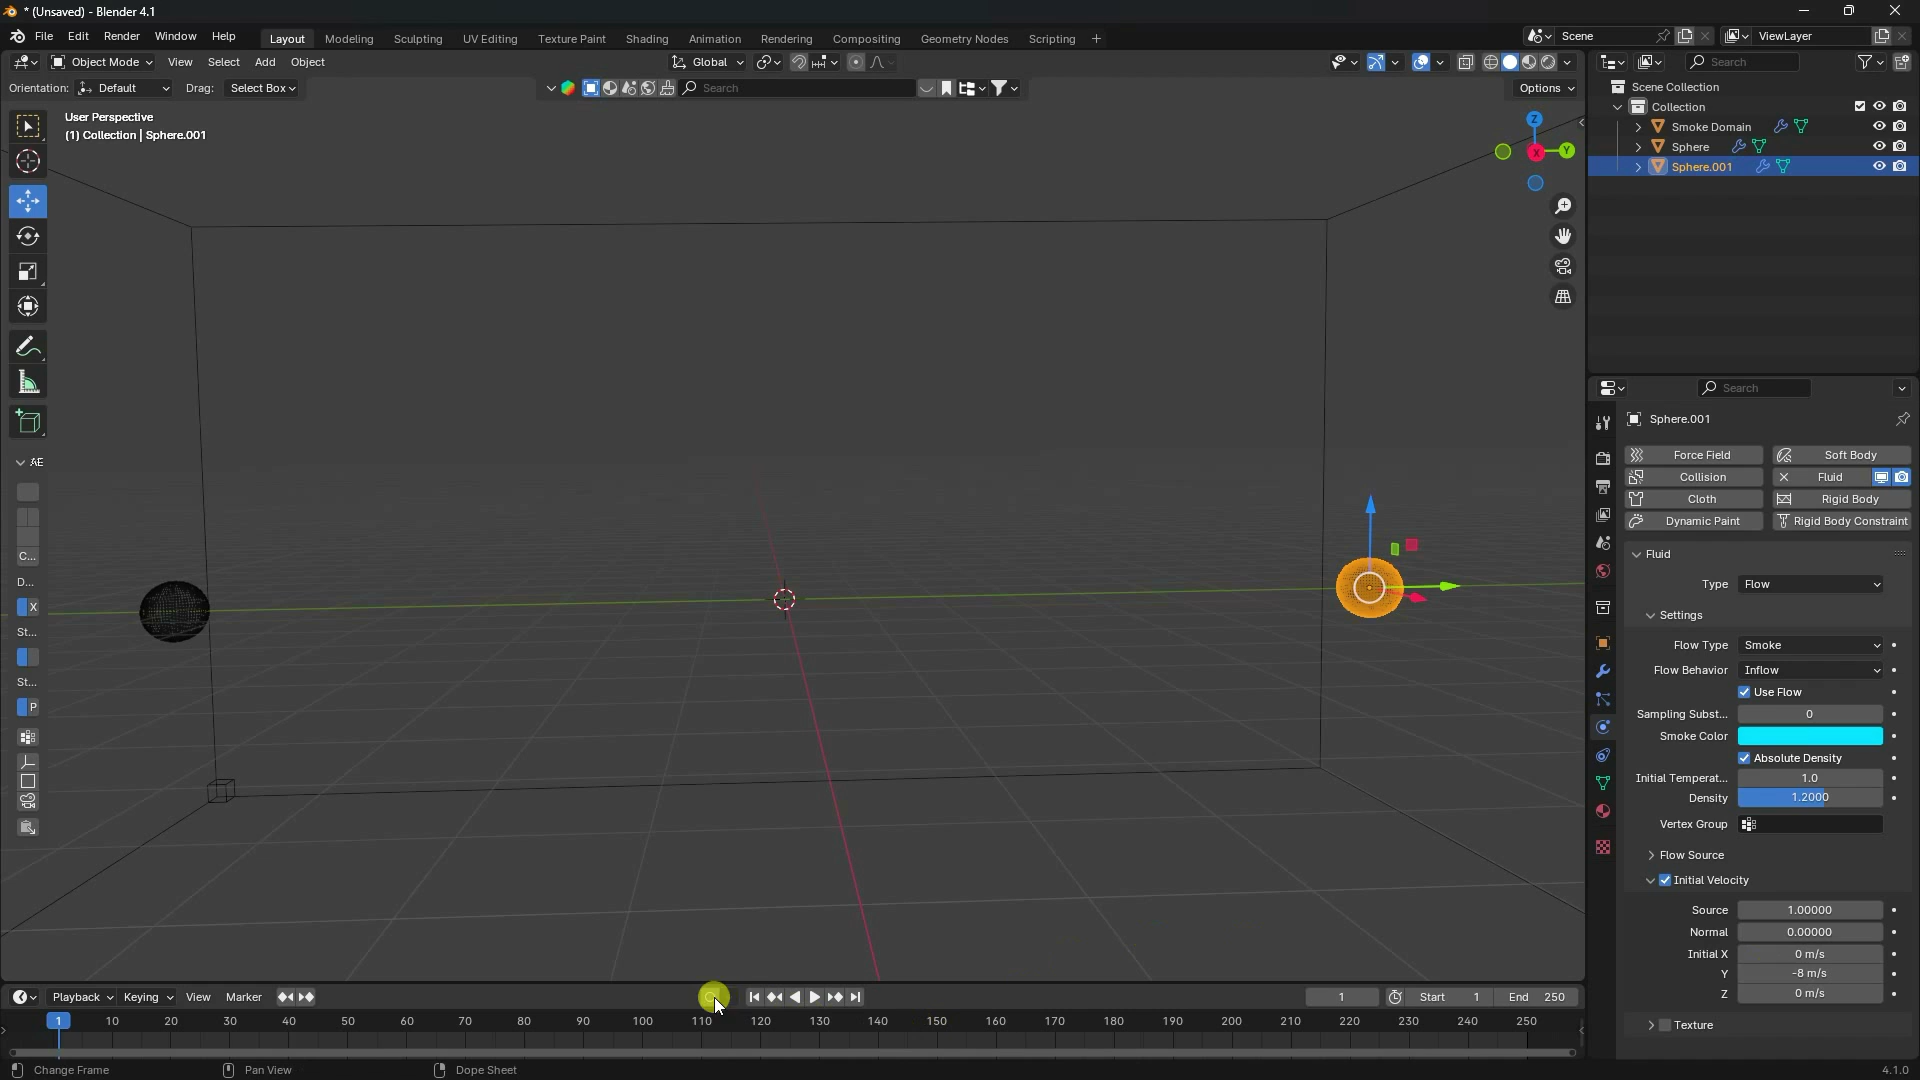 * (Unsaved) - Blender 4.1
File Edit Render Window Help
Layout Modeling Sculpting UV Editing Texture Paint Shading Animation Rendering Compositing Geometry Nodes Scripting +
Scene
ViewLayer
Object Mode View Select Add Object
Global
Search
Orientation: Default Drag: Select Box
Search
Options
Scene Collection
Collection
Smoke Domain
Sphere
Sphere.001
User Perspective
(1) Collection | Sphere.001
Z
Y
X
AE
C...
D...
X
St...
St...
P
Search
Sphere.001
Force Field Soft Body
Collision Fluid
Cloth Rigid Body
Dynamic Paint Rigid Body Constraint
Fluid
Type Flow
Settings
Flow Type Smoke
Flow Behavior Inflow
Use Flow
Sampling Subst... 0
Smoke Color
Absolute Density
Initial Temperat... 1.0
Density 1.2000
Vertex Group
Flow Source
Initial Velocity
Source 1.00000
Normal 0.00000
Initial X 0 m/s
Y -8 m/s
Z 0 m/s
Texture
Playback Keying View Marker
1 Start 1 End 250
1 10 20 30 40 50 60 70 80 90 100 110 120 130 140 150 160 170 180 190 200 210 220 230 240 250
Change Frame Pan View Dope Sheet
4.1.0